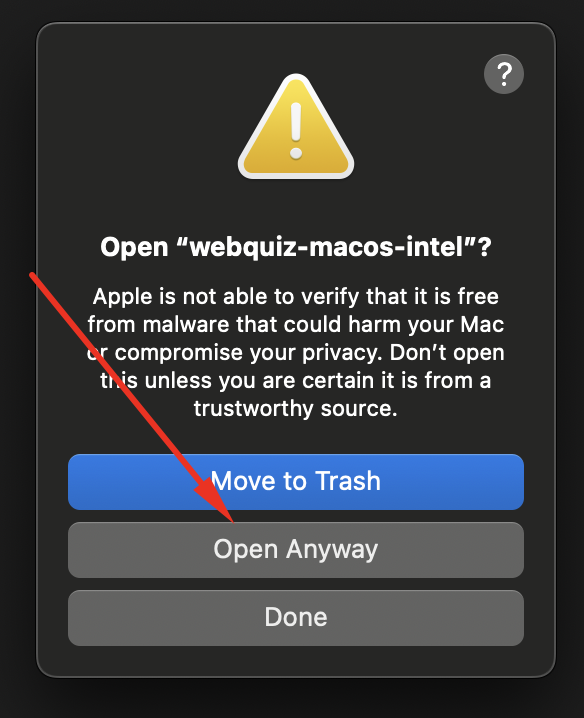 ?
Open “webquiz-macos-intel”?
Apple is not able to verify that it is free
from malware that could harm your Mac
or compromise your privacy. Don’t open
this unless you are certain it is from a
trustworthy source.
Move to Trash
Open Anyway
Done